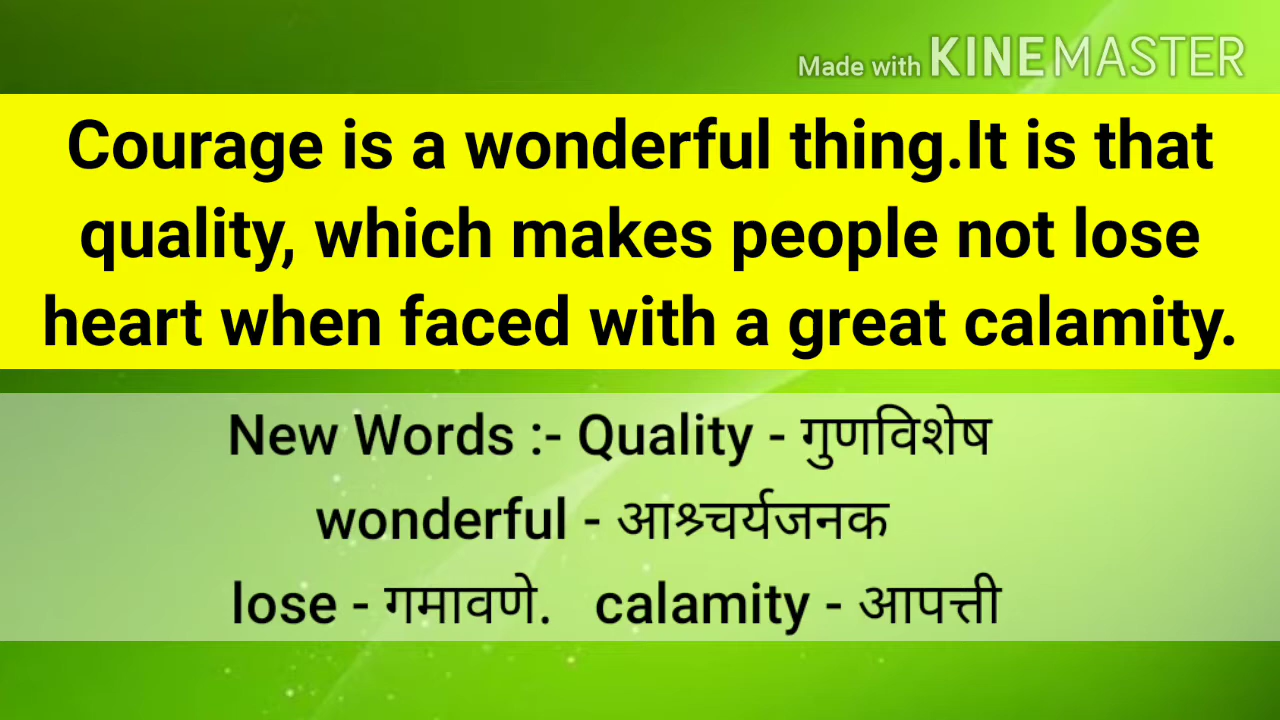 Made with KINEMASTER
Courage is a wonderful thing.It is that
quality, which makes people not lose
heart when faced with a great calamity.
New Words :- Quality - गुणविशेष
wonderful - आश्र्चर्यजनक
lose - गमावणे. calamity - आपत्ती